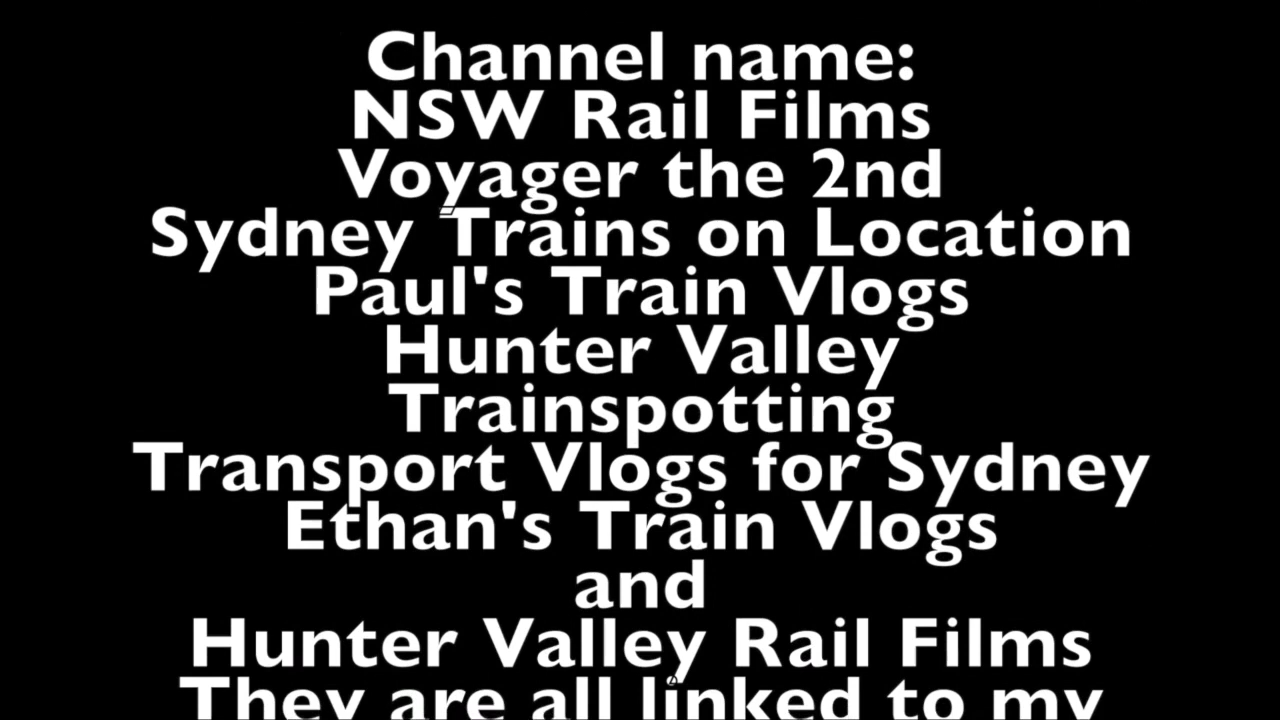 Channel name:
NSW Rail Films
Voyager the 2nd
Sydney Trains on Location
Paul's Train Vlogs
Hunter Valley
Trainspotting
Transport Vlogs for Sydney
Ethan's Train Vlogs
and
Hunter Valley Rail Films
They are all linked to my